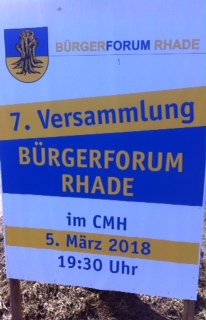 BÜRGERFORUM RHADE
7. Versammlung
BÜRGERFORUM
RHADE
im CMH
5. März 2018
19:30 Uhr